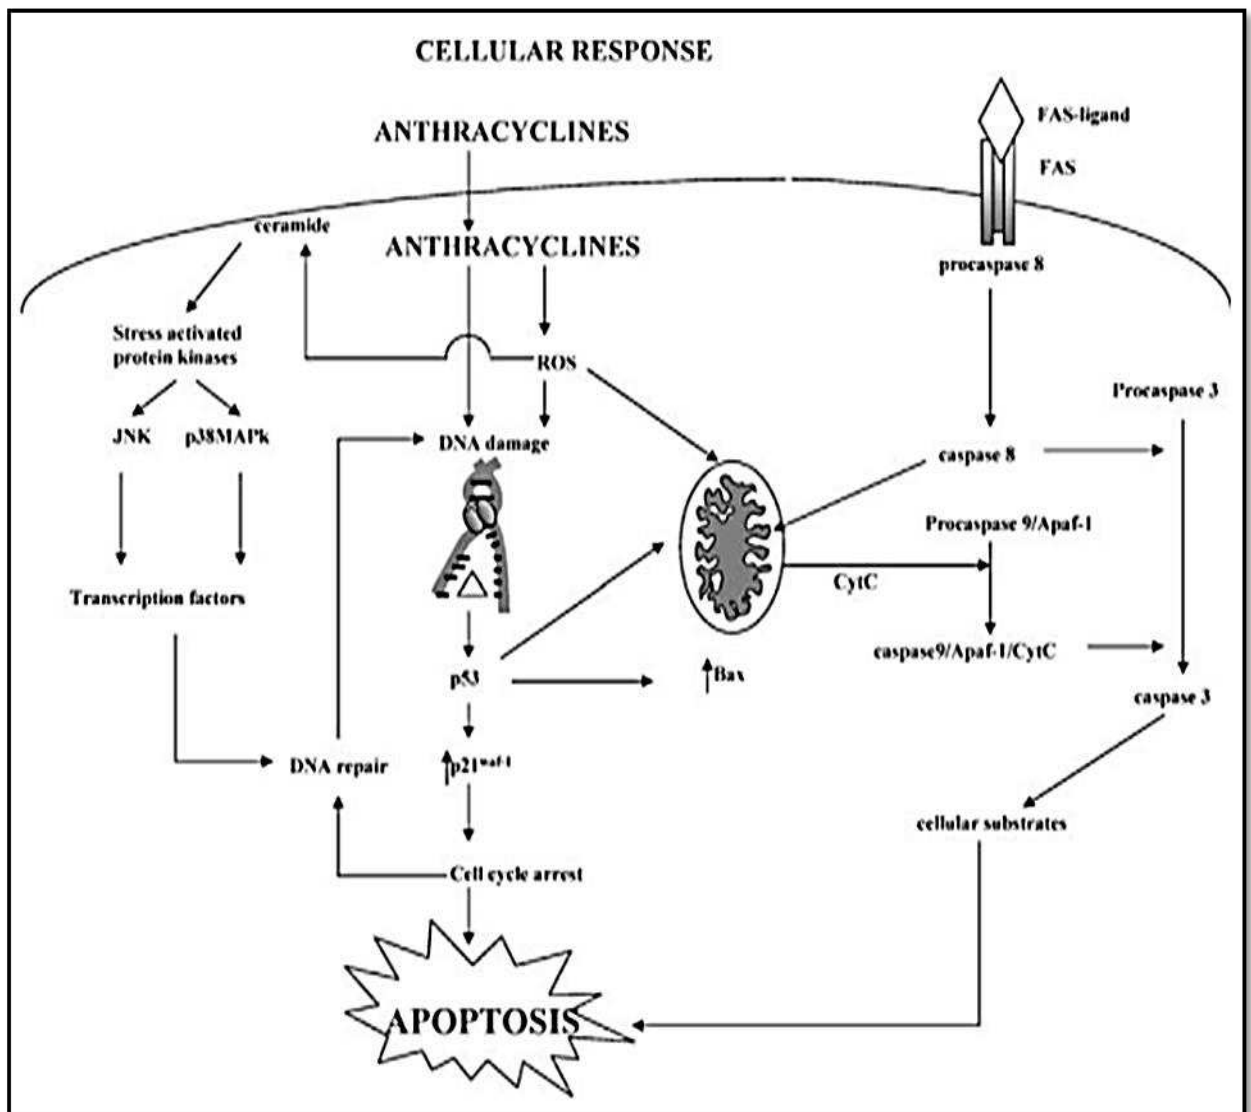 CELLULAR RESPONSE
ANTHRACYCLINES
FAS-ligand
FAS
ceramide
ANTHRACYCLINES
procaspase 8
Stress activated
protein kinases
ROS
Procaspase 3
JNK
p38MAPk
DNA damage
caspase 8
Procaspase 9/Apaf-1
CytC
Transcription factors
caspase9/Apaf-1/CytC
p53
Bax
caspase 3
DNA repair
p21waf-1
cellular substrates
Cell cycle arrest
APOPTOSIS